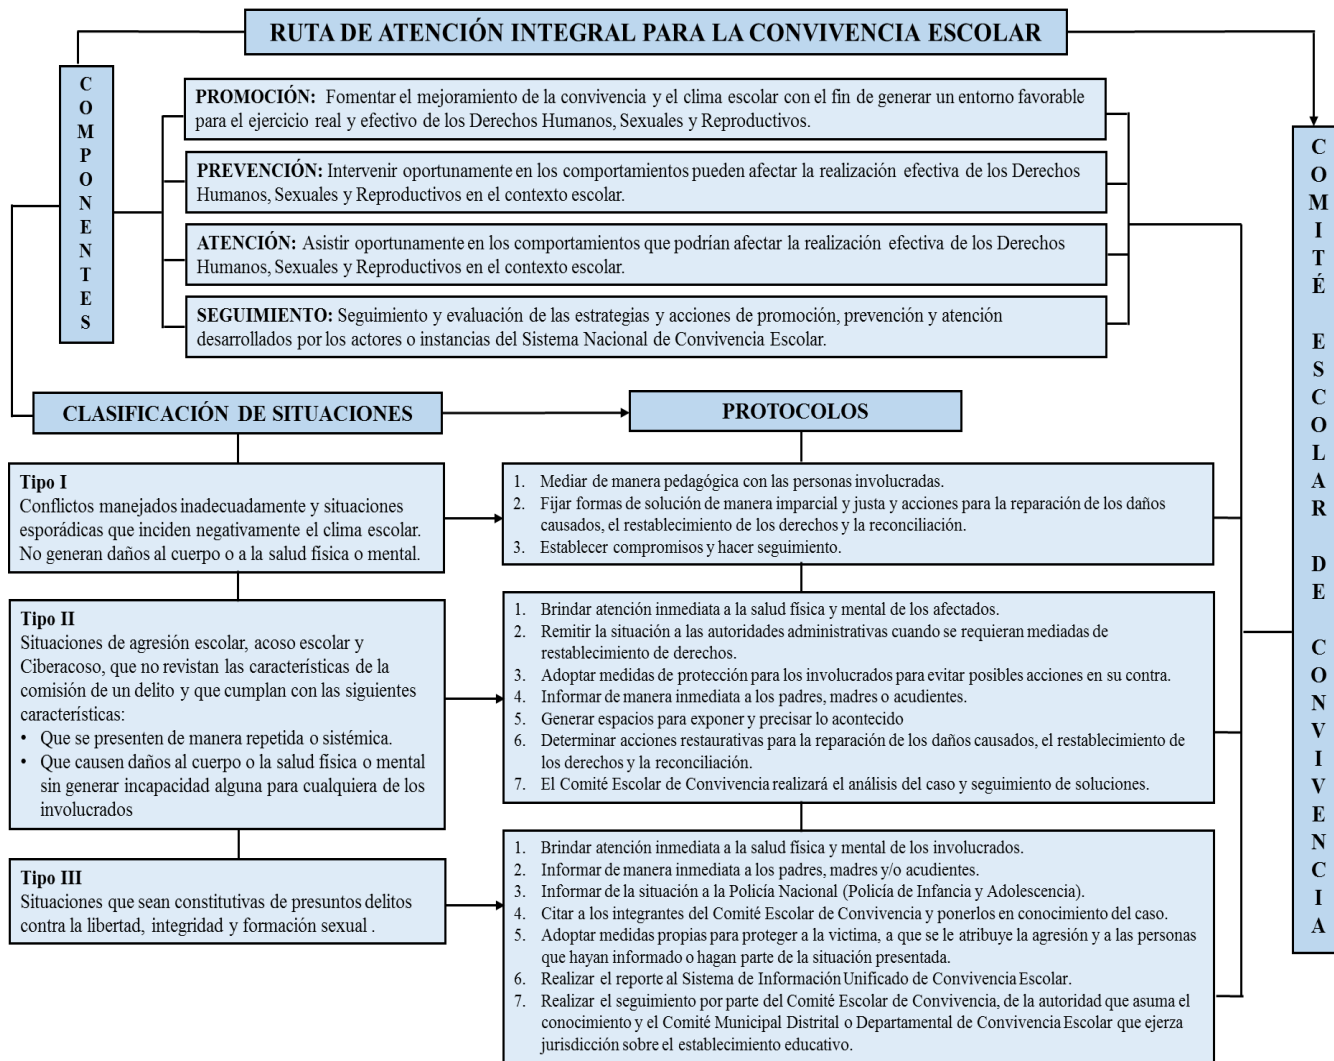 RUTA DE ATENCIÓN INTEGRAL PARA LA CONVIVENCIA ESCOLAR
COMPONENTES
PROMOCIÓN: Fomentar el mejoramiento de la convivencia y el clima escolar con el fin de generar un entorno favorable
para el ejercicio real y efectivo de los Derechos Humanos, Sexuales y Reproductivos.
PREVENCIÓN: Intervenir oportunamente en los comportamientos pueden afectar la realización efectiva de los Derechos
Humanos, Sexuales y Reproductivos en el contexto escolar.
ATENCIÓN: Asistir oportunamente en los comportamientos que podrían afectar la realización efectiva de los Derechos
Humanos, Sexuales y Reproductivos en el contexto escolar.
SEGUIMIENTO: Seguimiento y evaluación de las estrategias y acciones de promoción, prevención y atención
desarrollados por los actores o instancias del Sistema Nacional de Convivencia Escolar.
COMITÉ ESCOLAR DE CONVIVENCIA
CLASIFICACIÓN DE SITUACIONES
PROTOCOLOS
Tipo I
Conflictos manejados inadecuadamente y situaciones
esporádicas que inciden negativamente el clima escolar.
No generan daños al cuerpo o a la salud física o mental.
1. Mediar de manera pedagógica con las personas involucradas.
2. Fijar formas de solución de manera imparcial y justa y acciones para la reparación de los daños
causados, el restablecimiento de los derechos y la reconciliación.
3. Establecer compromisos y hacer seguimiento.
Tipo II
Situaciones de agresión escolar, acoso escolar y
Ciberacoso, que no revistan las características de la
comisión de un delito y que cumplan con las siguientes
características:
• Que se presenten de manera repetida o sistémica.
• Que causen daños al cuerpo o la salud física o mental
sin generar incapacidad alguna para cualquiera de los
involucrados
1. Brindar atención inmediata a la salud física y mental de los afectados.
2. Remitir la situación a las autoridades administrativas cuando se requieran mediadas de
restablecimiento de derechos.
3. Adoptar medidas de protección para los involucrados para evitar posibles acciones en su contra.
4. Informar de manera inmediata a los padres, madres o acudientes.
5. Generar espacios para exponer y precisar lo acontecido
6. Determinar acciones restaurativas para la reparación de los daños causados, el restablecimiento de
los derechos y la reconciliación.
7. El Comité Escolar de Convivencia realizará el análisis del caso y seguimiento de soluciones.
Tipo III
Situaciones que sean constitutivas de presuntos delitos
contra la libertad, integridad y formación sexual .
1. Brindar atención inmediata a la salud física y mental de los involucrados.
2. Informar de manera inmediata a los padres, madres y/o acudientes.
3. Informar de la situación a la Policía Nacional (Policía de Infancia y Adolescencia).
4. Citar a los integrantes del Comité Escolar de Convivencia y ponerlos en conocimiento del caso.
5. Adoptar medidas propias para proteger a la victima, a que se le atribuye la agresión y a las personas
que hayan informado o hagan parte de la situación presentada.
6. Realizar el reporte al Sistema de Información Unificado de Convivencia Escolar.
7. Realizar el seguimiento por parte del Comité Escolar de Convivencia, de la autoridad que asuma el
conocimiento y el Comité Municipal Distrital o Departamental de Convivencia Escolar que ejerza
jurisdicción sobre el establecimiento educativo.